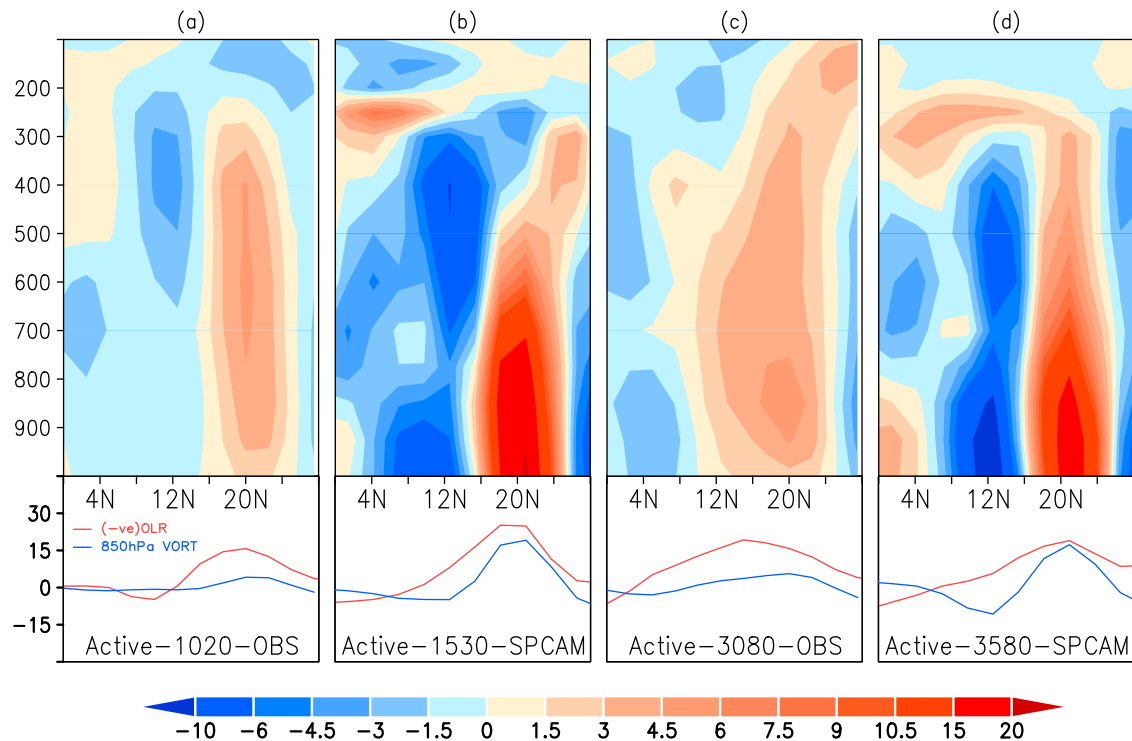 (a) (b) (c) (d)
200
300
400
500
600
700
800
900
4N 12N 20N 4N 12N 20N 4N 12N 20N 4N 12N 20N
30
15
0
−15
(−ve)OLR
850hPa VORT
Active−1020−OBS Active−1530−SPCAM Active−3080−OBS Active−3580−SPCAM
−10 −6 −4.5 −3 −1.5 0 1.5 3 4.5 6 7.5 9 10.5 15 20